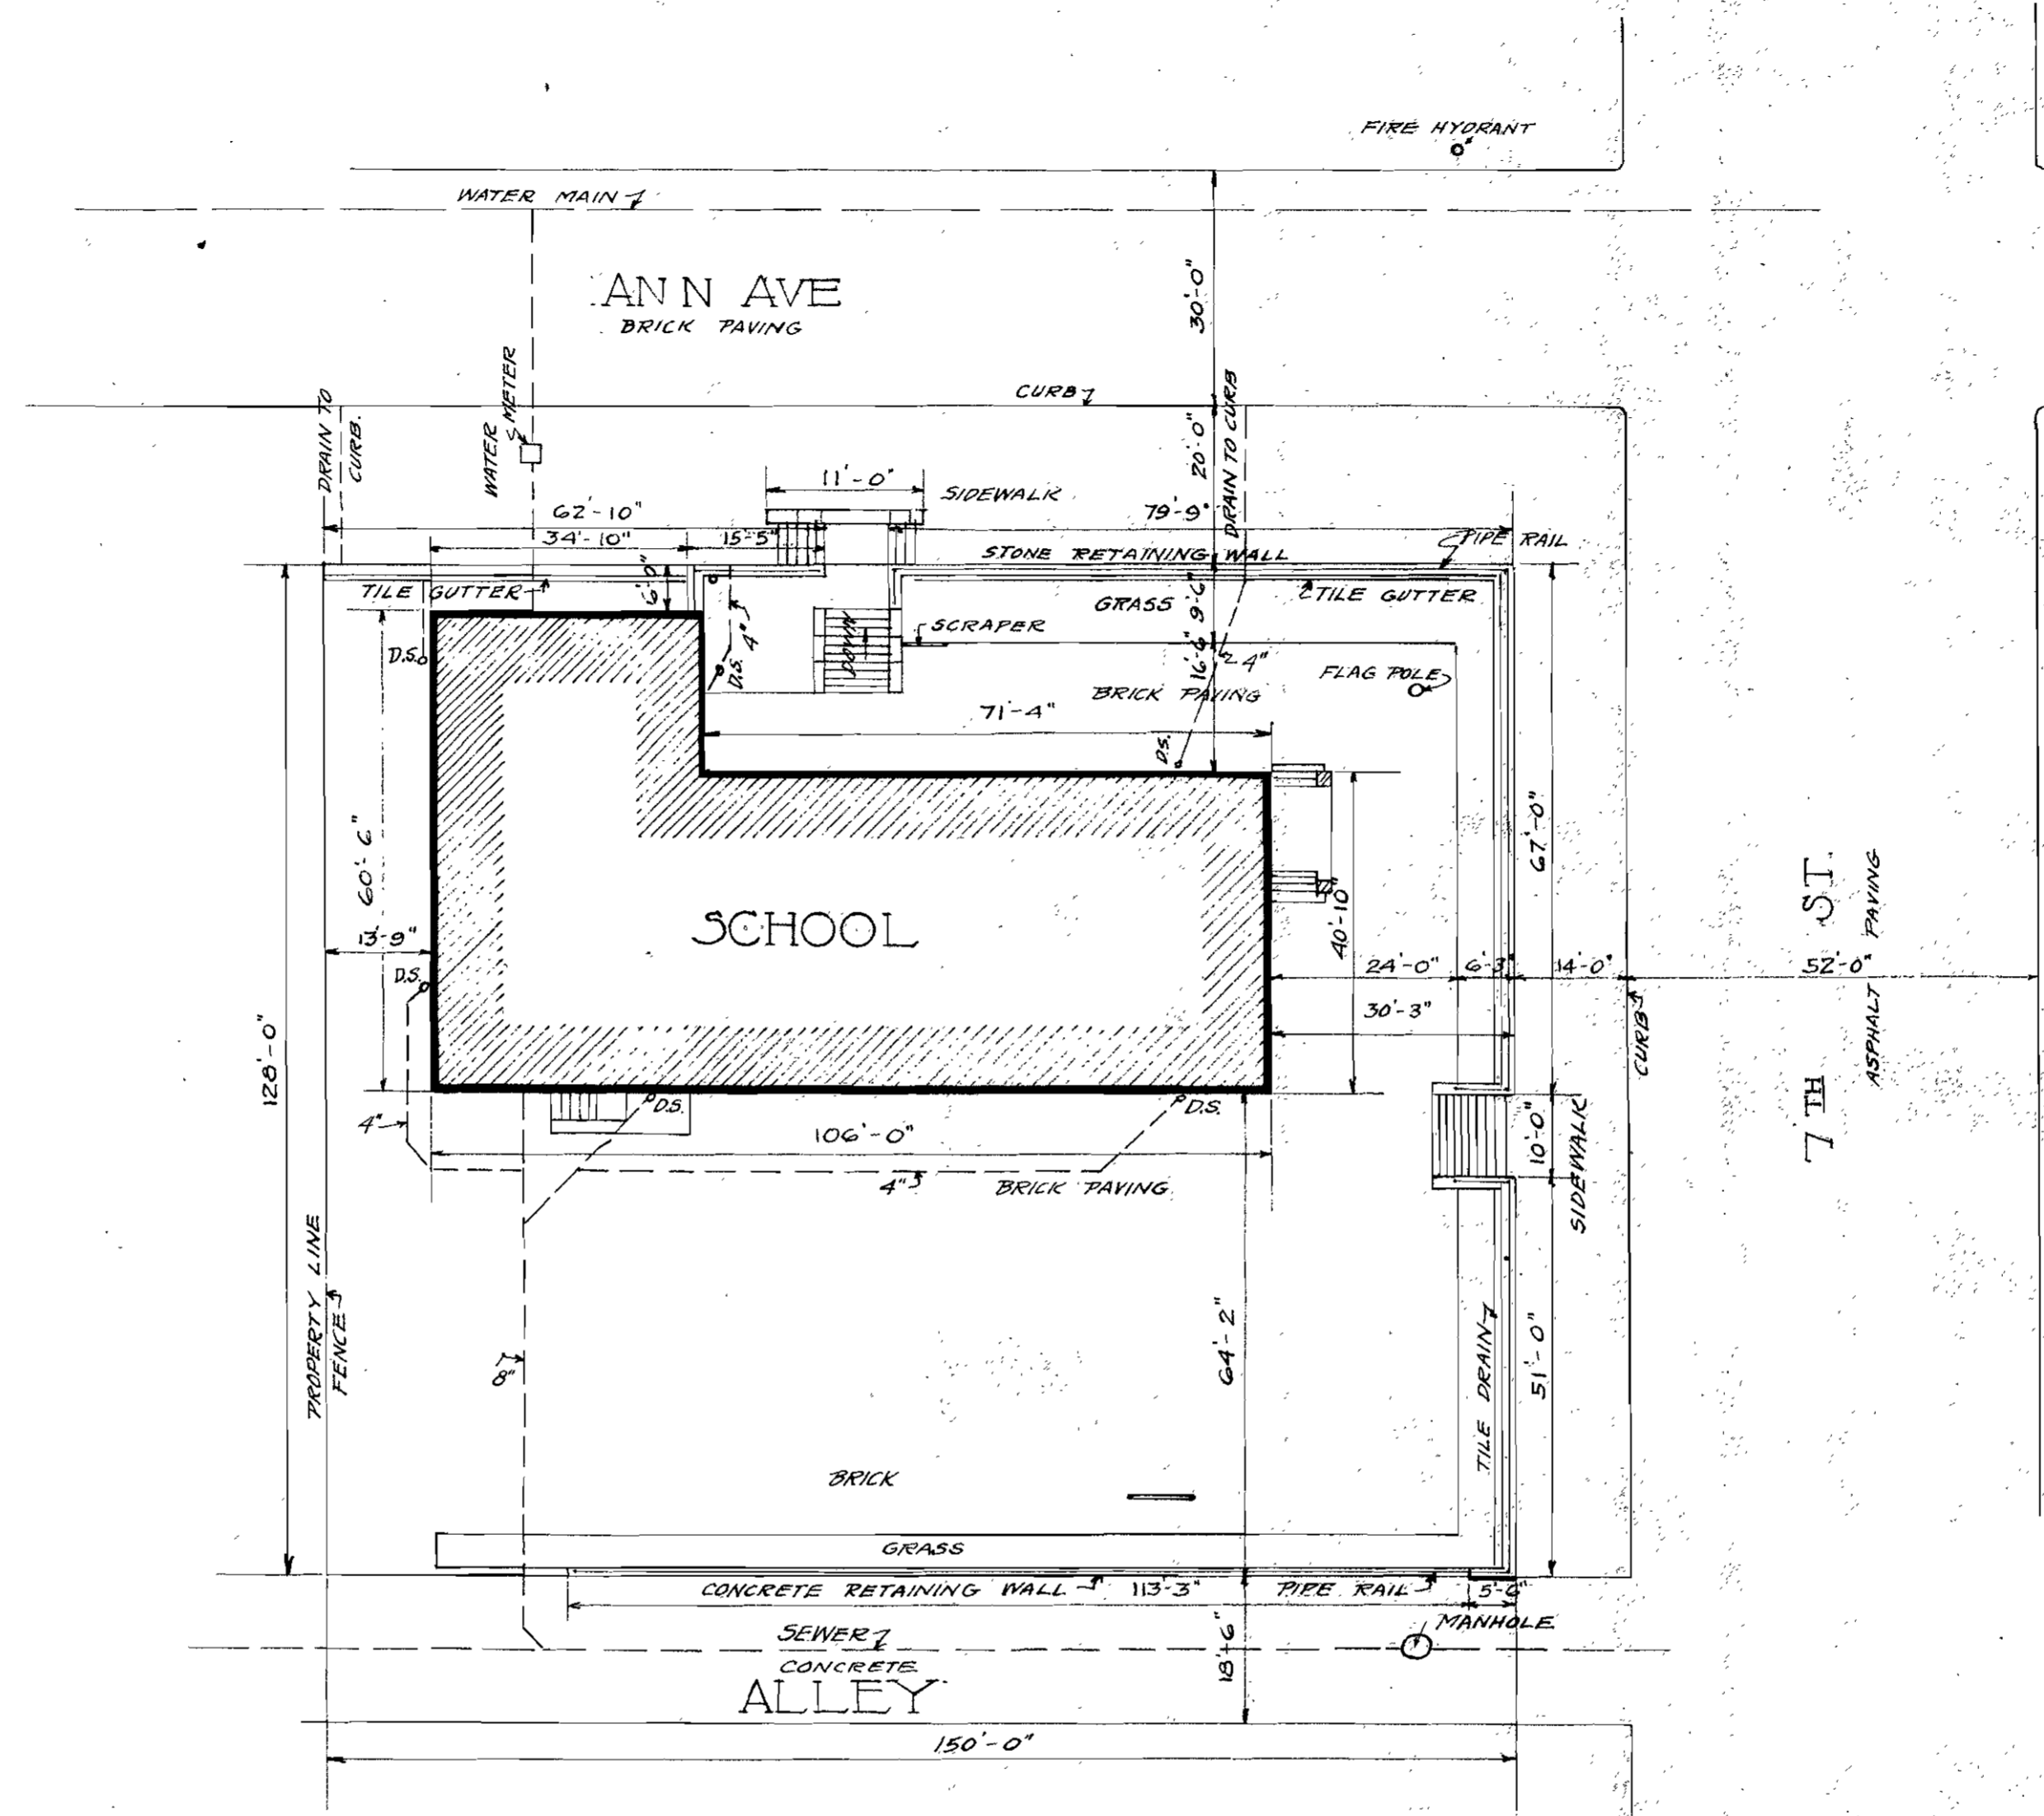 FIRE HYDRANT
WATER MAIN
ANN AVE
BRICK PAVING
30'-0"
CURB
DRAIN TO
CURB.
WATER
METER
20'-0"
DRAIN TO CURB
11'-0"
SIDEWALK
62'-10"
79'-9"
34'-10"
15'-5"
STONE RETAINING WALL
PIPE RAIL
TILE GUTTER
6'-0"
GRASS
9'-6"
TILE GUTTER
SCRAPER
DOWN
4"
D.S.
D.S.
16'-6"
4"
BRICK PAVING
FLAG POLE
71'-4"
D.S.
60'-6"
67'-0"
SCHOOL
40'-10"
13'-9"
D.S.
24'-0"
6'-3"
14'-0"
52'-0"
30'-3"
7TH ST.
ASPHALT PAVING
CURB
128'-0"
4"
D.S.
D.S.
106'-0"
10'-0"
SIDEWALK
4"
BRICK PAVING
PROPERTY LINE
FENCE
8"
64'-2"
TILE DRAIN
51'-0"
BRICK
GRASS
CONCRETE RETAINING WALL
113'-3"
PIPE RAIL
MANHOLE
SEWER
CONCRETE
ALLEY
18'-6"
150'-0"